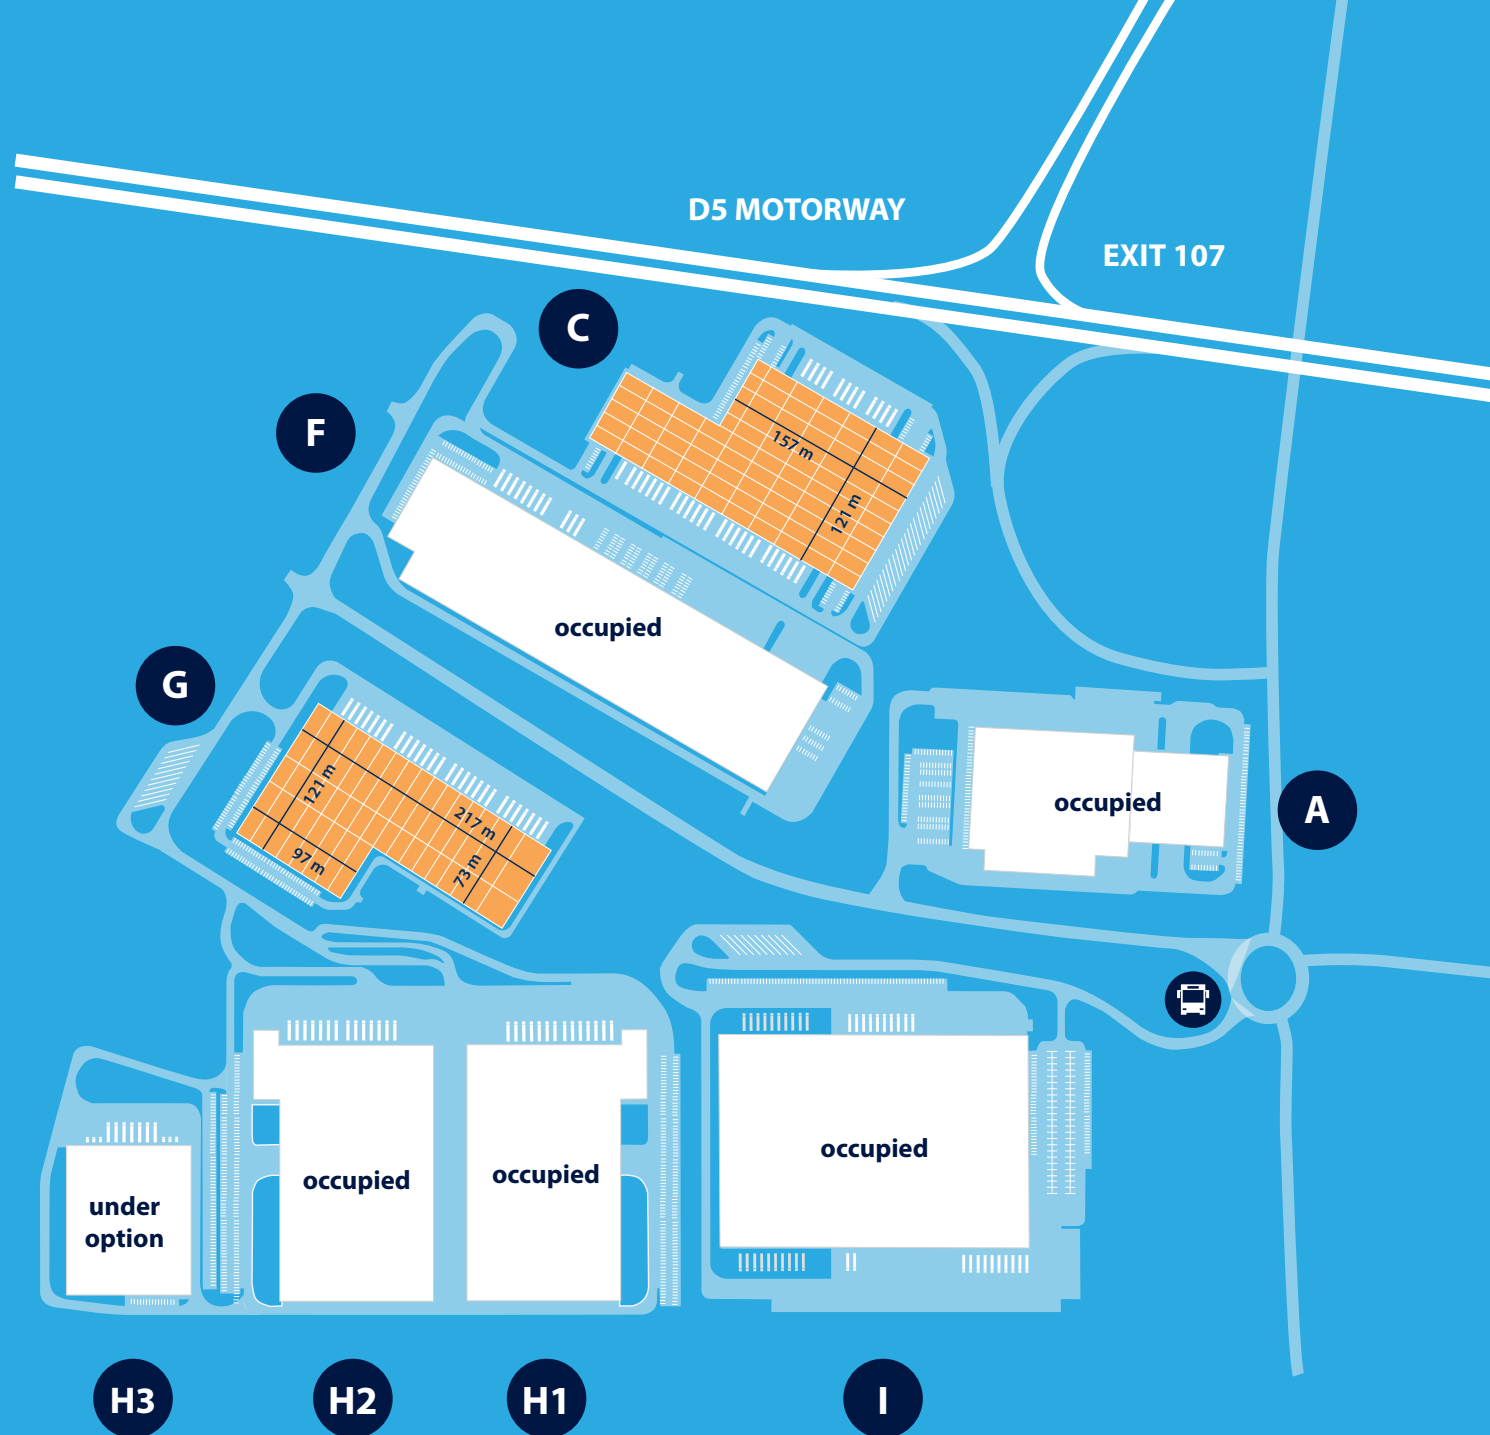 D5 MOTORWAY
EXIT 107
C
F
157 m
121 m
occupied
G
121 m
217 m
97 m
73 m
occupied
A
occupied
under
option
occupied
occupied
H3
H2
H1
I